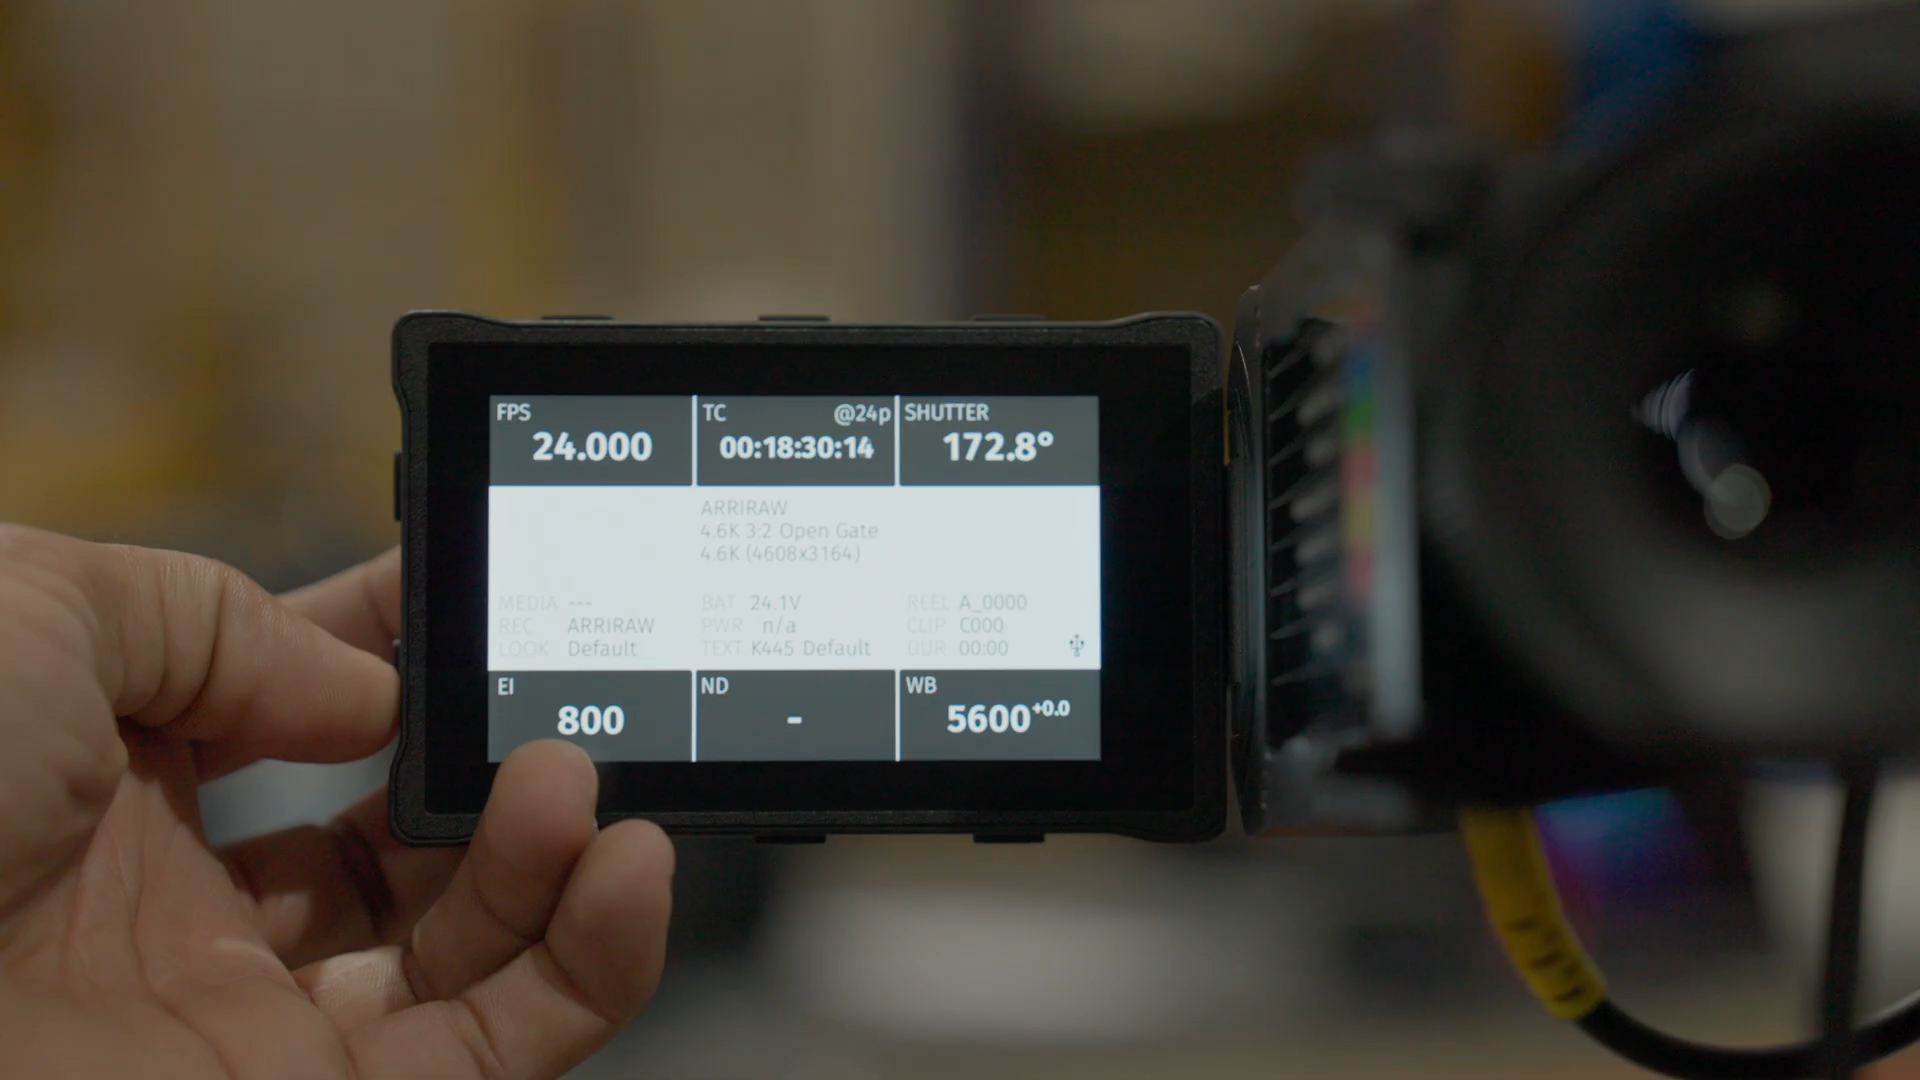 FPS
24.000
TC @24p
00:18:30:14
SHUTTER
172.8°
ARRIRAW
4.6K 3:2 Open Gate
4.6K (4608x3164)
MEDIA ---
REC ARRIRAW
LOOK Default
BAT 24.1V
PWR n/a
TEXT K445 Default
REEL A_0000
CLIP C000
DUR 00:00
EI
800
ND
-
WB
5600+0.0